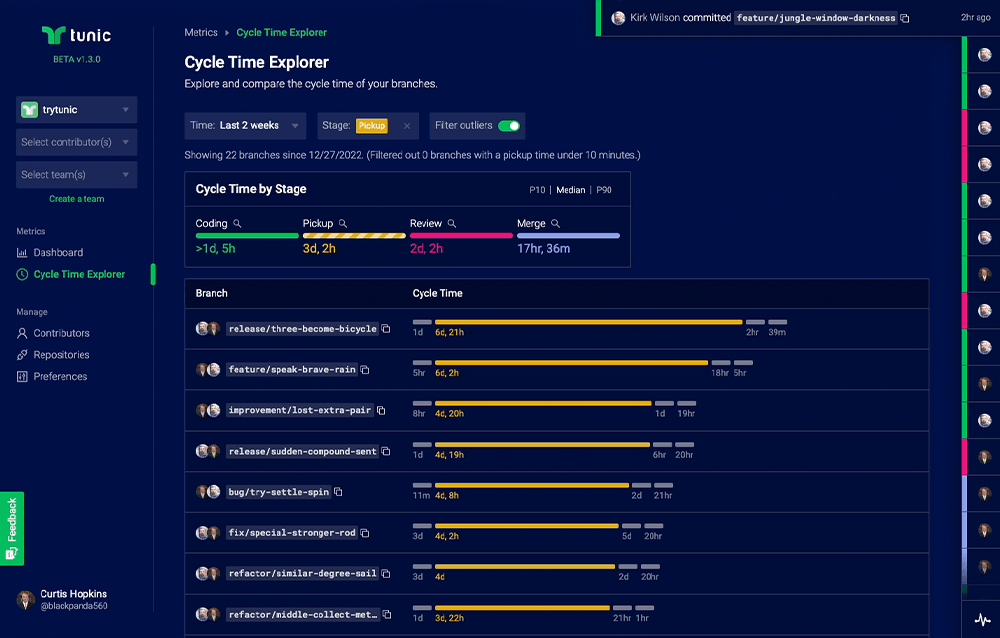 tunic
BETA v1.3.0
trytunic
Select contributor(s)
Select team(s)
Create a team
Metrics
Dashboard
Cycle Time Explorer
Manage
Contributors
Repositories
Preferences
Feedback
Curtis Hopkins
@blackpanda560
Kirk Wilson committed feature/jungle-window-darkness 2hr ago
Metrics Cycle Time Explorer
Cycle Time Explorer
Explore and compare the cycle time of your branches.
Time: Last 2 weeks Stage: Pickup Filter outliers
Showing 22 branches since 12/27/2022. (Filtered out 0 branches with a pickup time under 10 minutes.)
Cycle Time by Stage P10 | Median | P90
Coding Pickup Review Merge
>1d, 5h 3d, 2h 2d, 2h 17hr, 36m
Branch Cycle Time
release/three-become-bicycle
1d 6d, 21h 2hr 39m
feature/speak-brave-rain
5hr 6d, 2h 18hr 5hr
improvement/lost-extra-pair
8hr 4d, 20h 1d 19hr
release/sudden-compound-sent
1d 4d, 19h 6hr 20hr
bug/try-settle-spin
11m 4d, 8h 2d 21hr
fix/special-stronger-rod
3d 4d, 2h 5d 20hr
refactor/similar-degree-sail
3d 4d 2d 20hr
refactor/middle-collect-met…
1d 3d, 22h 21hr 1hr